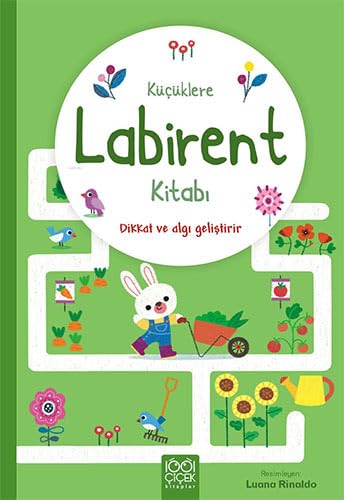 Küçüklere
Labirent
Kitabı
Dikkat ve algı geliştirir
1001
ÇİÇEK
kitaplar
Resimleyen:
Luana Rinaldo